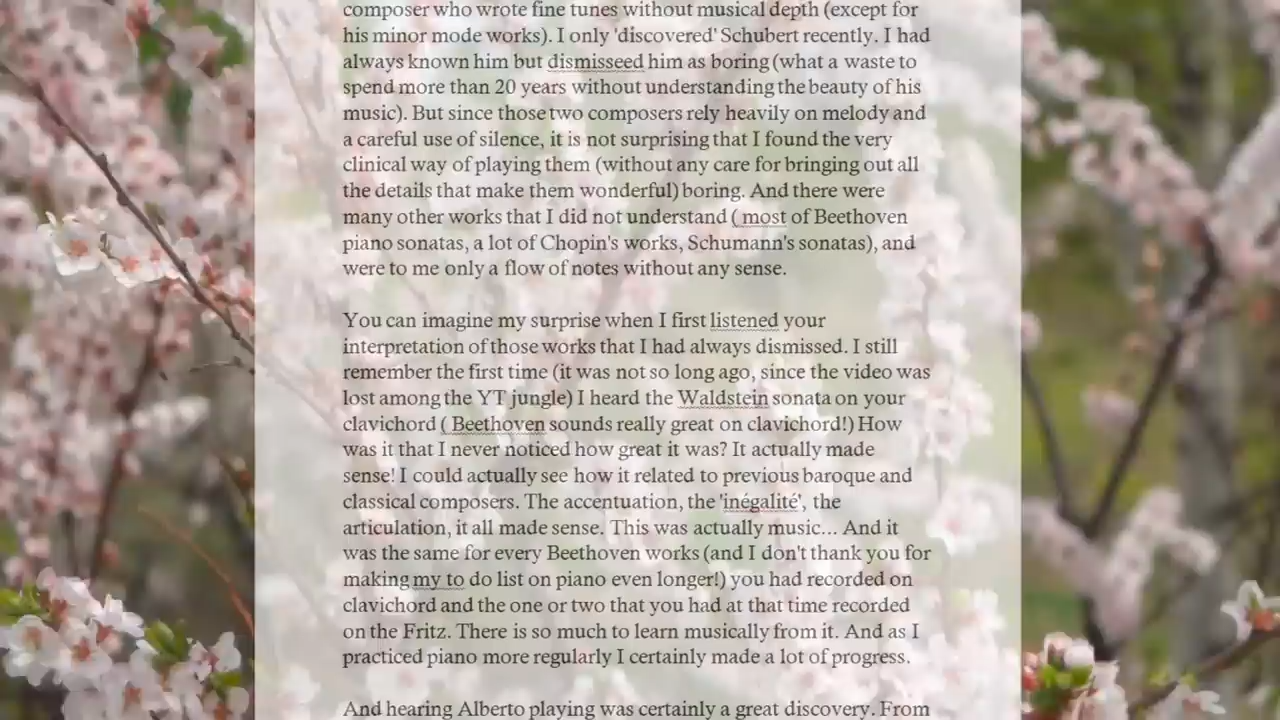 composer who wrote fine tunes without musical depth (except for
his minor mode works). I only 'discovered' Schubert recently. I had
always known him but dismisseed him as boring (what a waste to
spend more than 20 years without understanding the beauty of his
music). But since those two composers rely heavily on melody and
a careful use of silence, it is not surprising that I found the very
clinical way of playing them (without any care for bringing out all
the details that make them wonderful) boring. And there were
many other works that I did not understand ( most of Beethoven
piano sonatas, a lot of Chopin's works, Schumann's sonatas), and
were to me only a flow of notes without any sense.
You can imagine my surprise when I first listened your
interpretation of those works that I had always dismissed. I still
remember the first time (it was not so long ago, since the video was
lost among the YT jungle) I heard the Waldstein sonata on your
clavichord ( Beethoven sounds really great on clavichord!) How
was it that I never noticed how great it was? It actually made
sense! I could actually see how it related to previous baroque and
classical composers. The accentuation, the 'inégalité', the
articulation, it all made sense. This was actually music... And it
was the same for every Beethoven works (and I don't thank you for
making my to do list on piano even longer!) you had recorded on
clavichord and the one or two that you had at that time recorded
on the Fritz. There is so much to learn musically from it. And as I
practiced piano more regularly I certainly made a lot of progress.
And hearing Alberto playing was certainly a great discovery. From